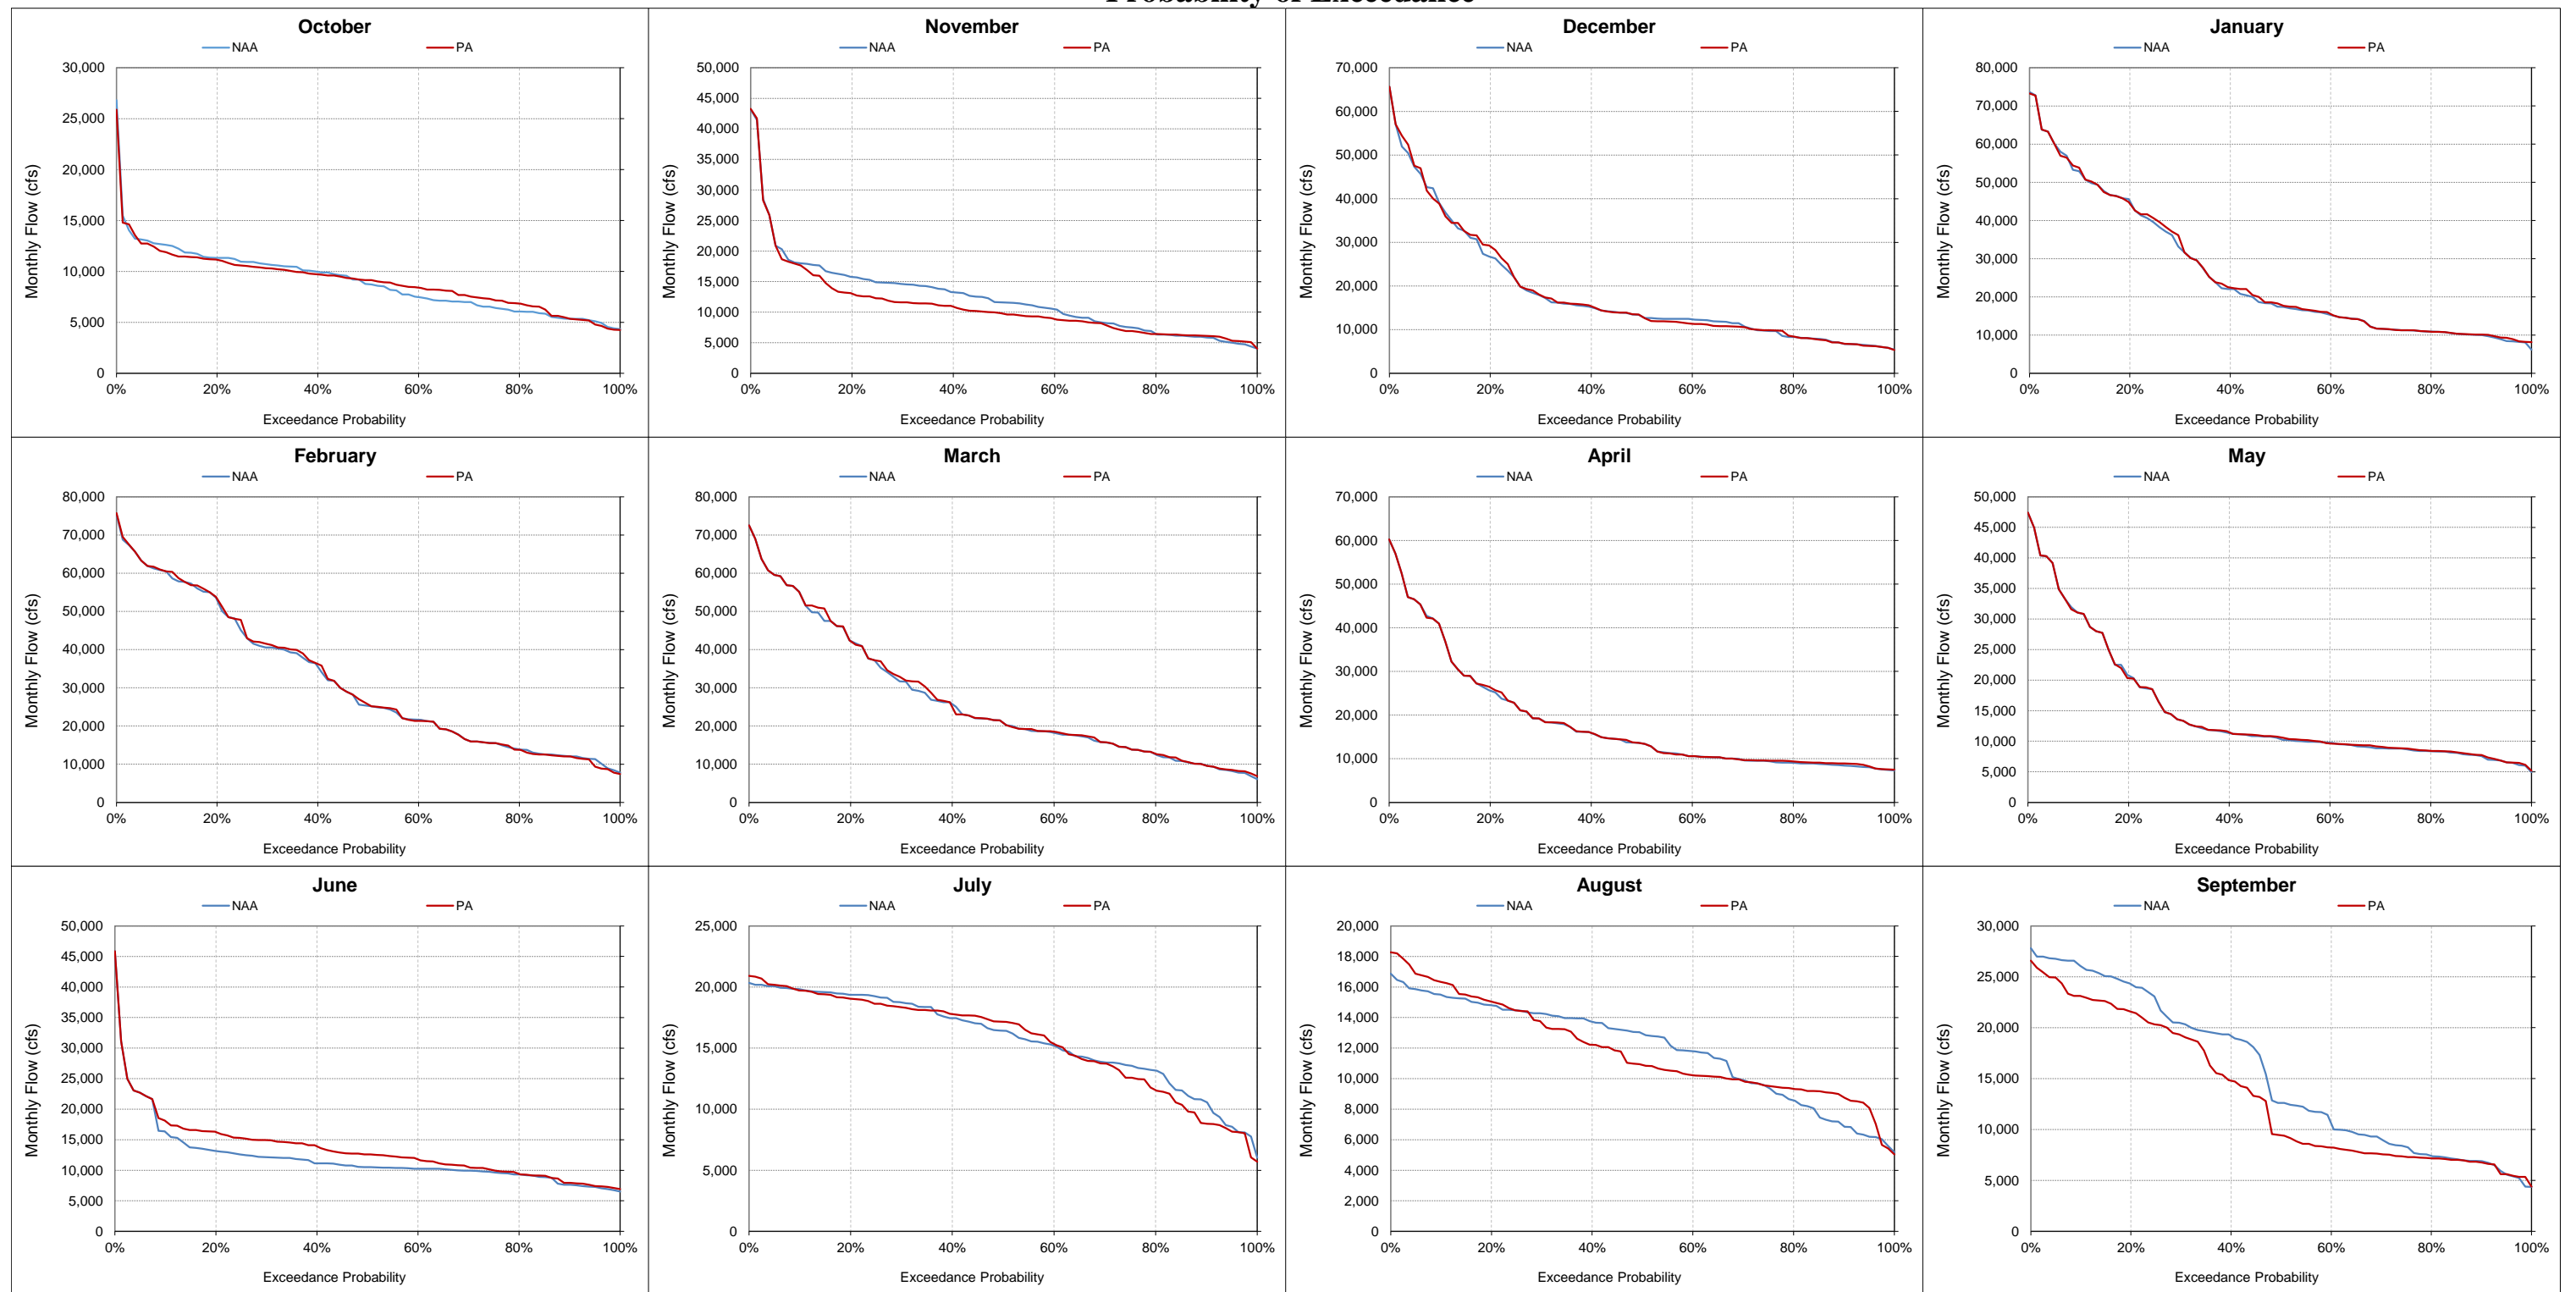 Probability of Exceedance
October
NAA PA
30,000
25,000
20,000
15,000
10,000
5,000
0
Monthly Flow (cfs)
0% 20% 40% 60% 80% 100%
Exceedance Probability
November
NAA PA
50,000
45,000
40,000
35,000
30,000
25,000
20,000
15,000
10,000
5,000
0
Monthly Flow (cfs)
0% 20% 40% 60% 80% 100%
Exceedance Probability
December
NAA PA
70,000
60,000
50,000
40,000
30,000
20,000
10,000
0
Monthly Flow (cfs)
0% 20% 40% 60% 80% 100%
Exceedance Probability
January
NAA PA
80,000
70,000
60,000
50,000
40,000
30,000
20,000
10,000
0
Monthly Flow (cfs)
0% 20% 40% 60% 80% 100%
Exceedance Probability
February
NAA PA
80,000
70,000
60,000
50,000
40,000
30,000
20,000
10,000
0
Monthly Flow (cfs)
0% 20% 40% 60% 80% 100%
Exceedance Probability
March
NAA PA
80,000
70,000
60,000
50,000
40,000
30,000
20,000
10,000
0
Monthly Flow (cfs)
0% 20% 40% 60% 80% 100%
Exceedance Probability
April
NAA PA
70,000
60,000
50,000
40,000
30,000
20,000
10,000
0
Monthly Flow (cfs)
0% 20% 40% 60% 80% 100%
Exceedance Probability
May
NAA PA
50,000
45,000
40,000
35,000
30,000
25,000
20,000
15,000
10,000
5,000
0
Monthly Flow (cfs)
0% 20% 40% 60% 80% 100%
Exceedance Probability
June
NAA PA
50,000
45,000
40,000
35,000
30,000
25,000
20,000
15,000
10,000
5,000
0
Monthly Flow (cfs)
0% 20% 40% 60% 80% 100%
Exceedance Probability
July
NAA PA
25,000
20,000
15,000
10,000
5,000
0
Monthly Flow (cfs)
0% 20% 40% 60% 80% 100%
Exceedance Probability
August
NAA PA
20,000
18,000
16,000
14,000
12,000
10,000
8,000
6,000
4,000
2,000
0
Monthly Flow (cfs)
0% 20% 40% 60% 80% 100%
Exceedance Probability
September
NAA PA
30,000
25,000
20,000
15,000
10,000
5,000
0
Monthly Flow (cfs)
0% 20% 40% 60% 80% 100%
Exceedance Probability